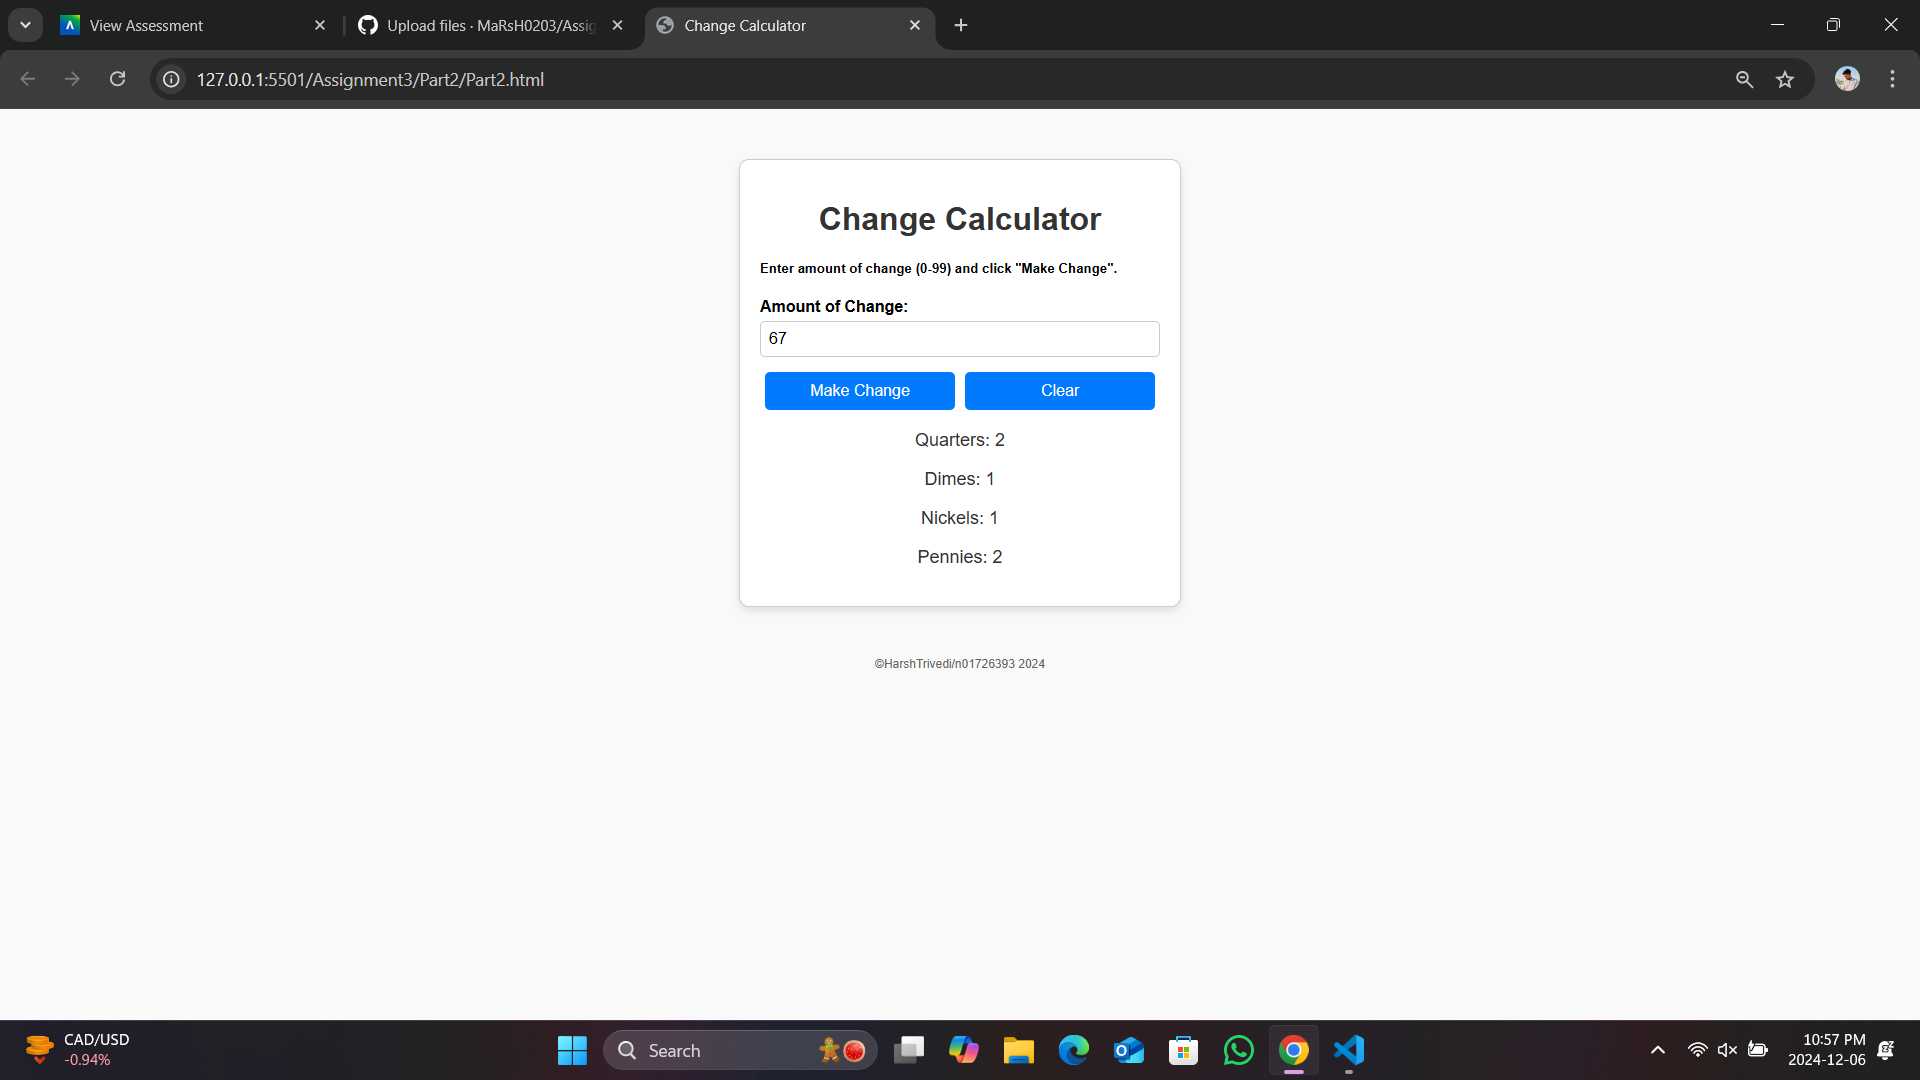 View Assessment
Upload files · MaRsH0203/Assig
Change Calculator
127.0.0.1:5501/Assignment3/Part2/Part2.html
Change Calculator
Enter amount of change (0-99) and click "Make Change".
Amount of Change:
67
Make Change
Clear
Quarters: 2
Dimes: 1
Nickels: 1
Pennies: 2
©HarshTrivedi/n01726393 2024
CAD/USD
-0.94%
Search
10:57 PM
2024-12-06